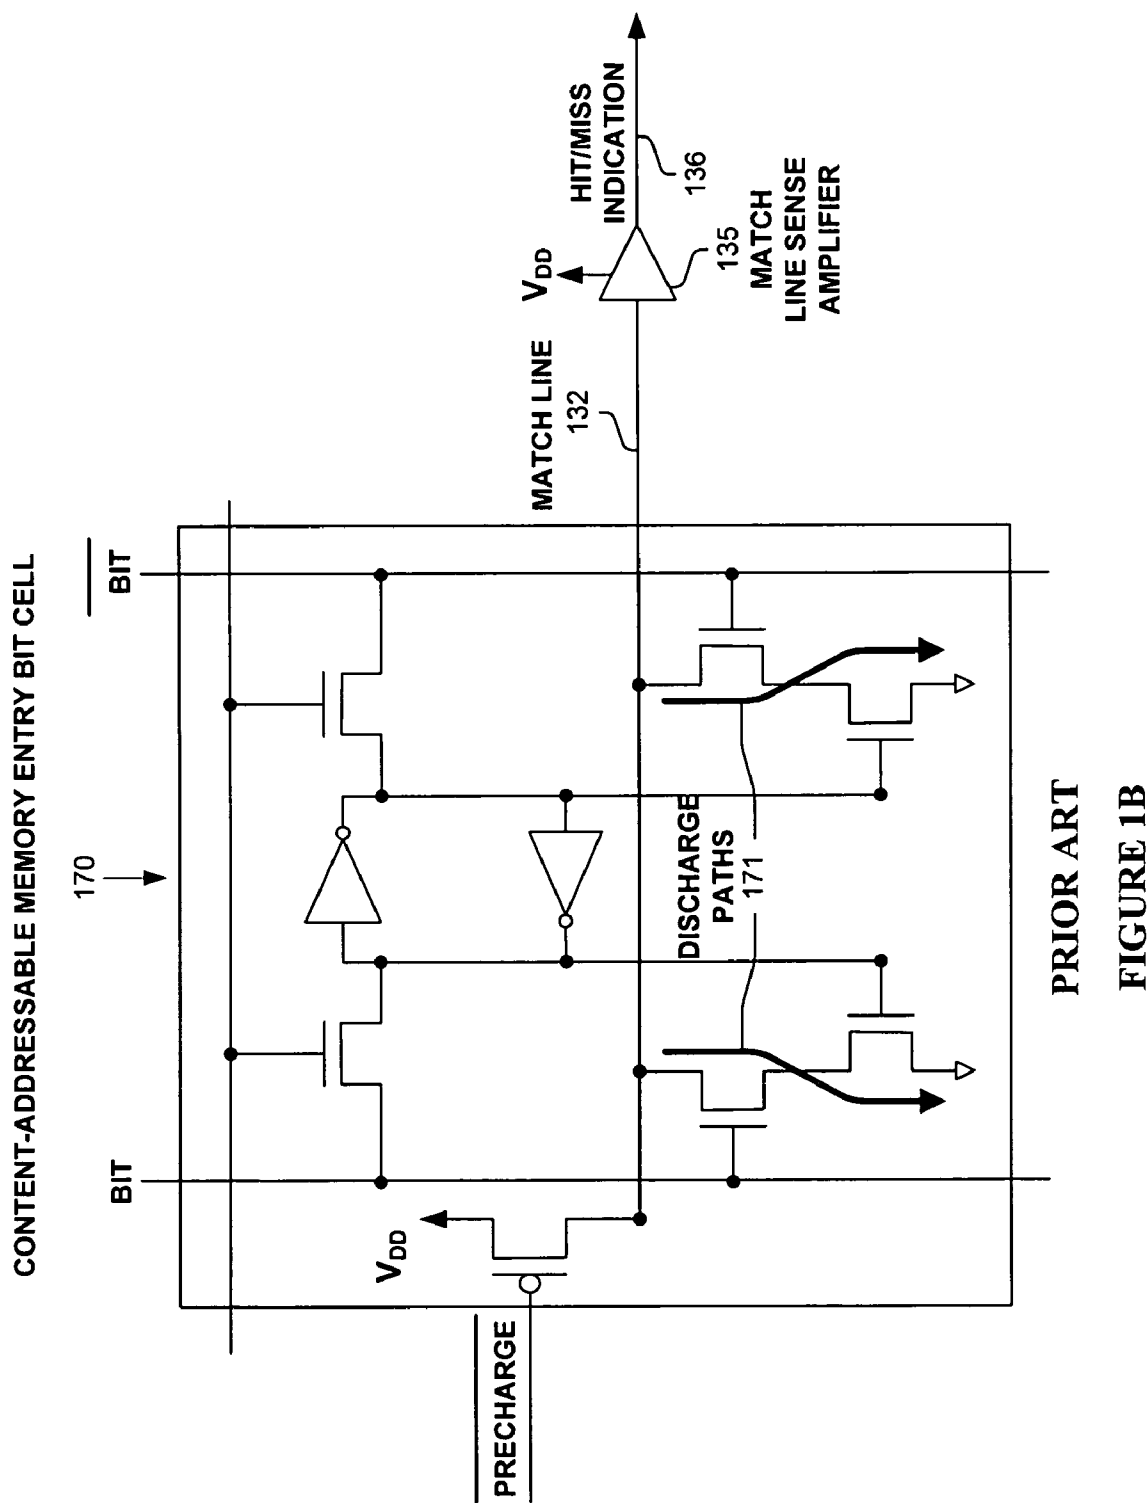 CONTENT-ADDRESSABLE MEMORY ENTRY BIT CELL
170
BIT
BIT
VDD
PRECHARGE
MATCH LINE
132
VDD
HIT/MISS
INDICATION
136
135
MATCH
LINE SENSE
AMPLIFIER
DISCHARGE
PATHS
171
PRIOR ART
FIGURE 1B